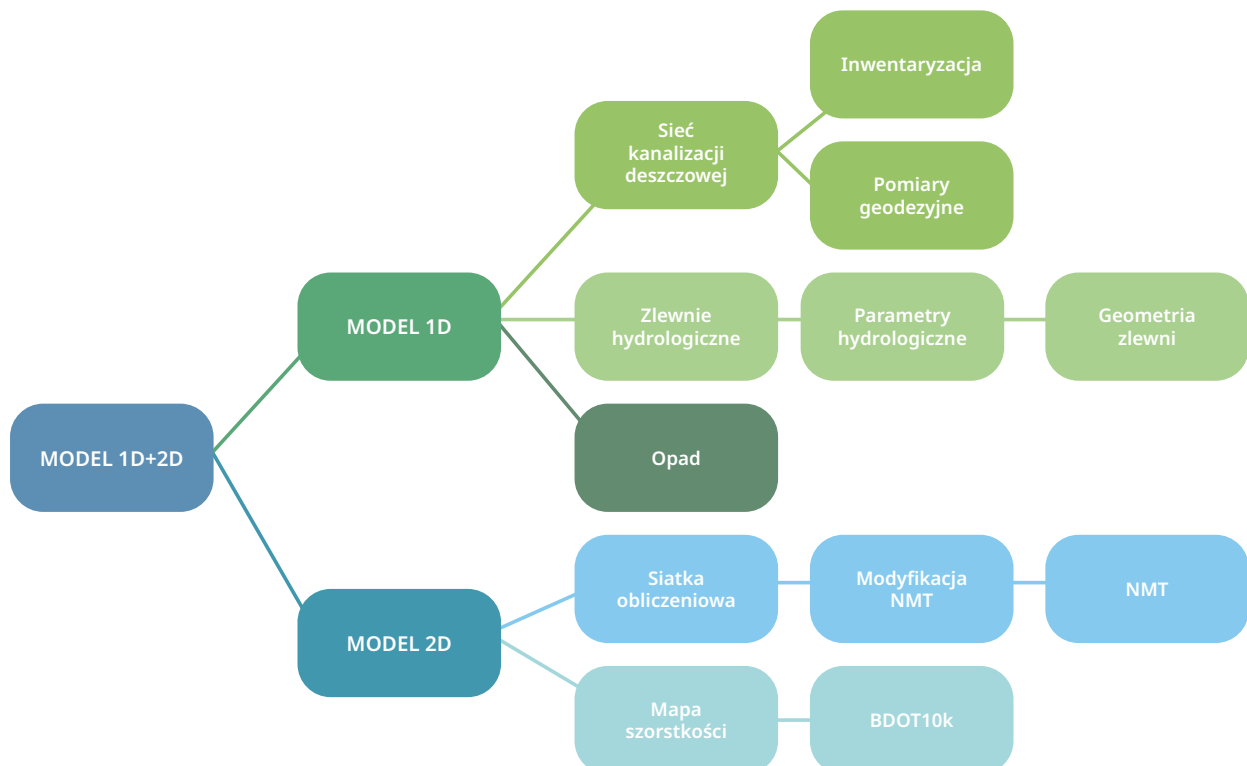 Inwentaryzacja
Sieć
kanalizacji
deszczowej
Pomiary
geodezyjne
MODEL 1D
Zlewnie
hydrologiczne
Parametry
hydrologiczne
Geometria
zlewni
MODEL 1D+2D
Opad
Siatka
obliczeniowa
Modyfikacja
NMT
NMT
MODEL 2D
Mapa
szorstkości
BDOT10k